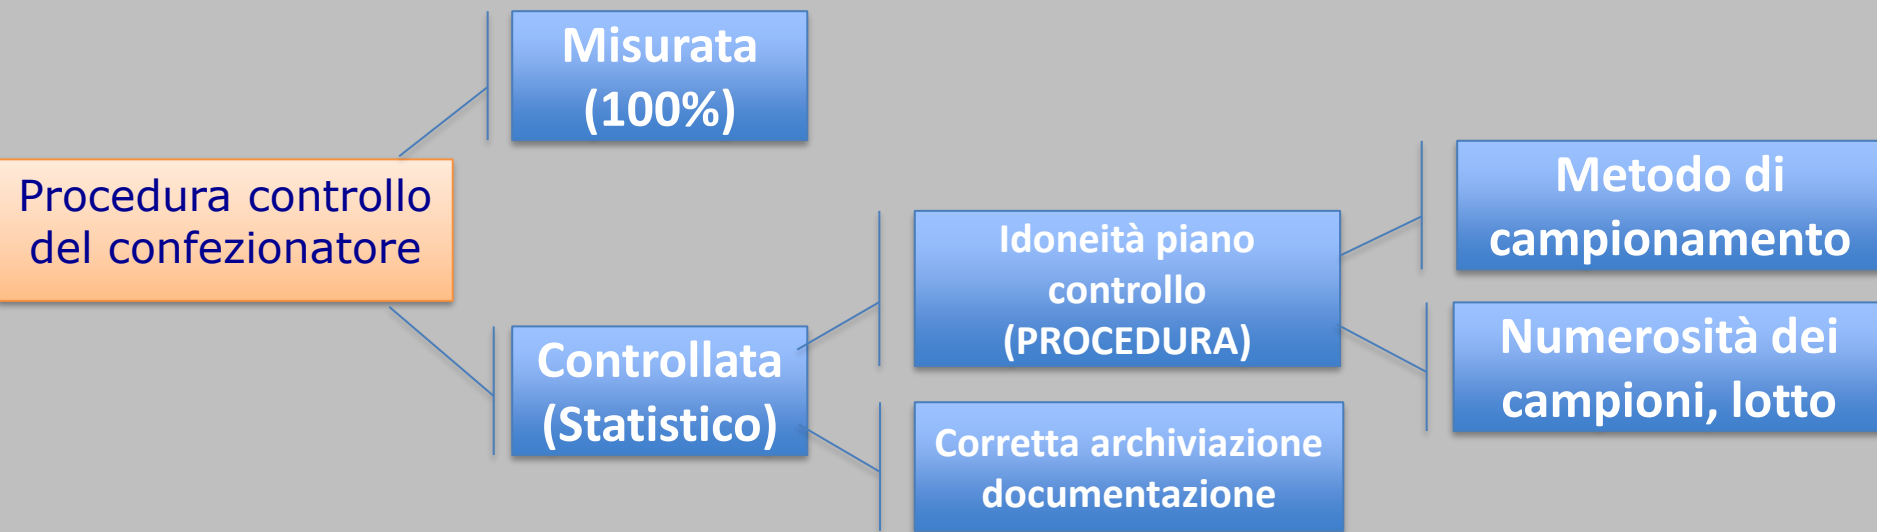 Misurata
(100%)
Procedura controllo
del confezionatore
Controllata
(Statistico)
Idoneità piano
controllo
(PROCEDURA)
Corretta archiviazione
documentazione
Metodo di
campionamento
Numerosità dei
campioni, lotto